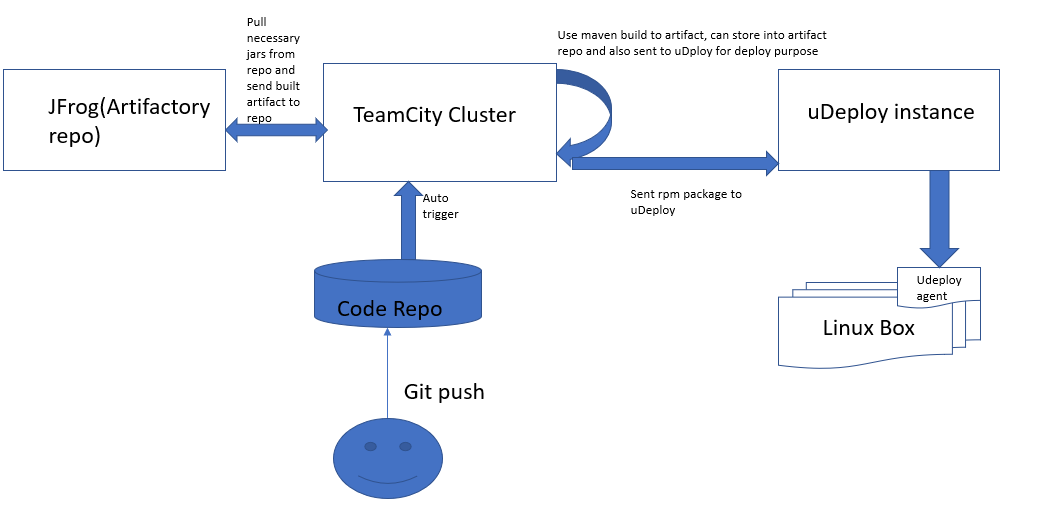 Pull
necessary
jars from
repo and
send built
artifact to
repo
Use maven build to artifact, can store into artifact
repo and also sent to uDploy for deploy purpose
JFrog(Artifactory
repo)
TeamCity Cluster
uDeploy instance
Sent rpm package to
uDeploy
Auto
trigger
Udeploy
agent
Code Repo
Linux Box
Git push